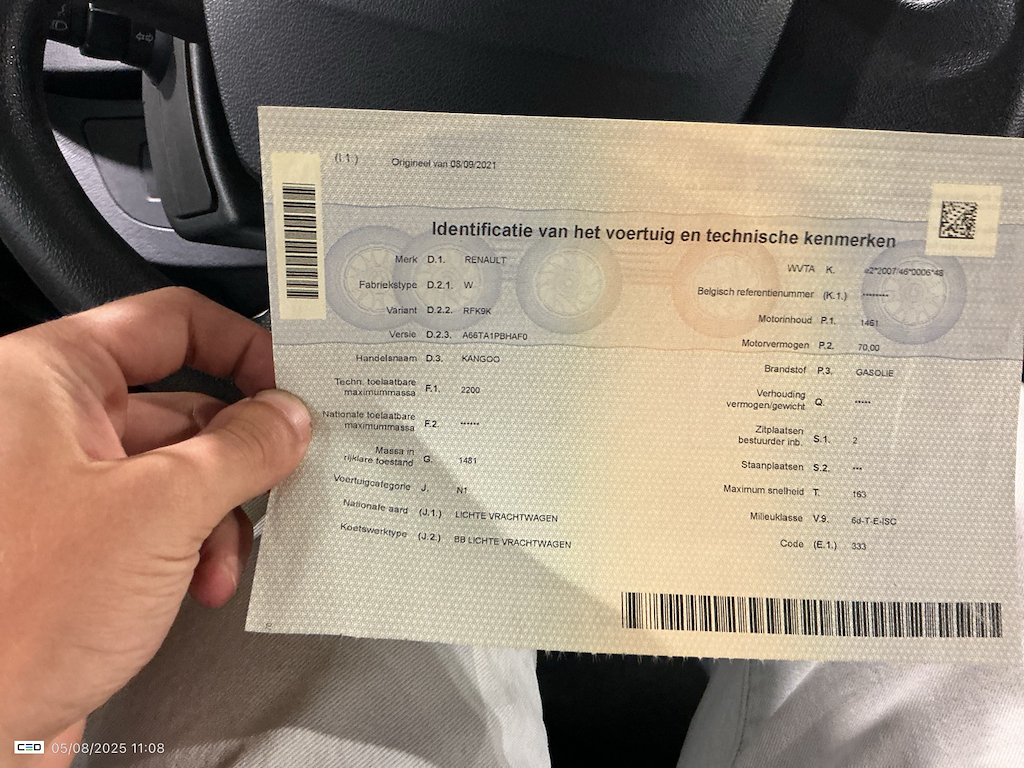 (I 1.) Origineel van 08/09/2021
Identificatie van het voertuig en technische kenmerken
Merk D.1. RENAULT
Fabriekstype D.2.1. W
Variant D.2.2. RFK9K
Versie D.2.3. A66TA1PBHAF0
Handelsnaam D.3. KANGOO
Techn. toelaatbare
maximummassa F.1. 2200
Nationale toelaatbare
maximummassa F.2. ••••••
Massa in
rijklare toestand G. 1481
Voertuigcategorie J. N1
Nationale aard (J.1.) LICHTE VRACHTWAGEN
Koetswerktype (J.2.) BB LICHTE VRACHTWAGEN
WVTA K. e2*2007/46*0006*48
Belgisch referentienummer (K.1.) ••••••••
Motorinhoud P.1. 1461
Motorvermogen P.2. 70,00
Brandstof P.3. GASOLIE
Verhouding
vermogen/gewicht Q. •••••
Zitplaatsen
bestuurder inb. S.1. 2
Staanplaatsen S.2. •••
Maximum snelheid T. 163
Milieuklasse V.9. 6d-T-E-ISC
Code (E.1.) 333
CEO 05/08/2025 11:08